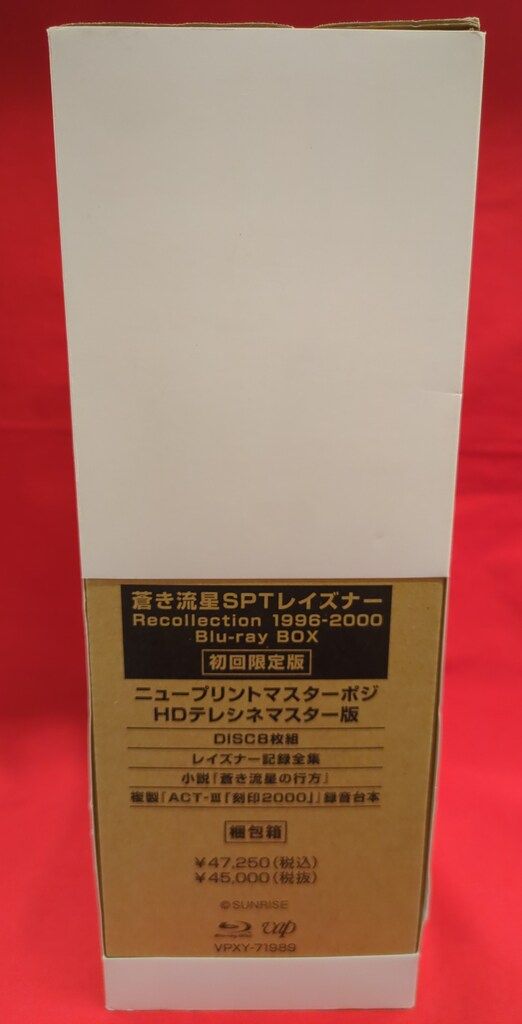 蒼き流星SPTレイズナー
Recollection 1996-2000
Blu-ray BOX
初回限定版
ニュープリントマスターポジ
HDテレシネマスター版
DISC8枚組
レイズナー記録全集
小説『蒼き流星の行方』
複製『ACT-Ⅲ「刻印2000」』録音台本
梱包箱
¥47,250(税込)
¥45,000(税抜)
©SUNRISE
Blu-ray Disc vap
VPXY-71989